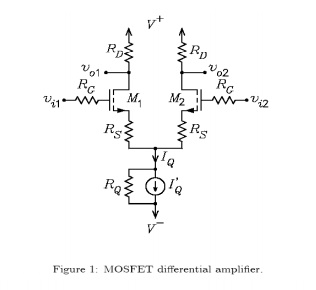 V+
RD RD
vo1 vo2
RG RG
vi1 M1 M2 vi2
RS RS
IQ
RQ I'Q
V−
Figure 1: MOSFET differential amplifier.